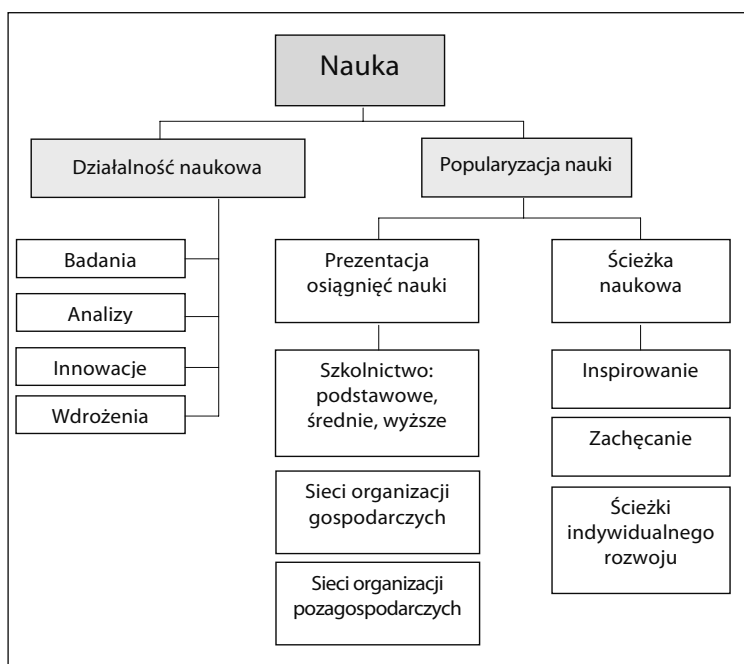 Nauka
Działalność naukowa
Popularyzacja nauki
Badania
Analizy
Innowacje
Wdrożenia
Prezentacja
osiągnięć nauki
Szkolnictwo:
podstawowe,
średnie, wyższe
Sieci organizacji
gospodarczych
Sieci organizacji
pozagospodarczych
Ścieżka
naukowa
Inspirowanie
Zachęcanie
Ścieżki
indywidualnego
rozwoju